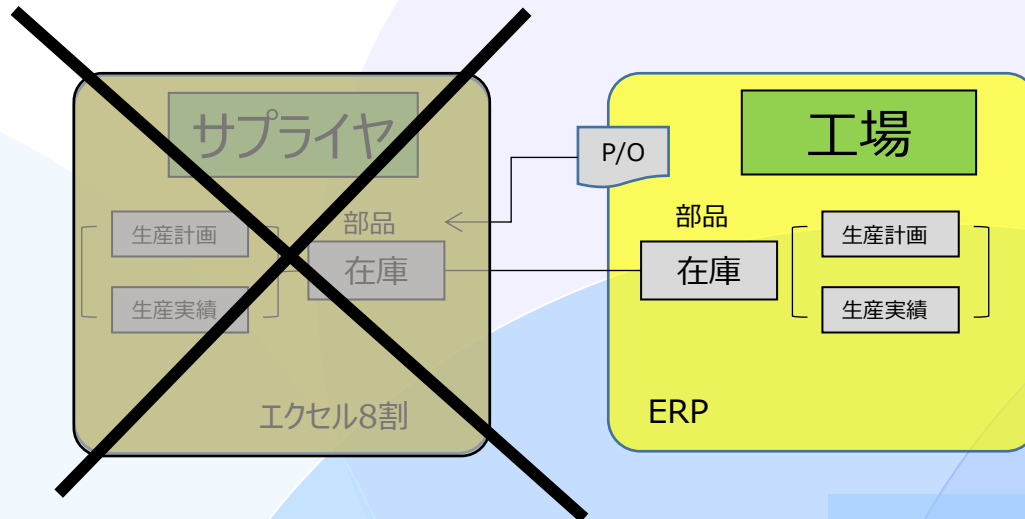 サプライヤ
生産計画
生産実績
部品
在庫
エクセル8割
P/O
工場
部品
在庫
生産計画
生産実績
ERP